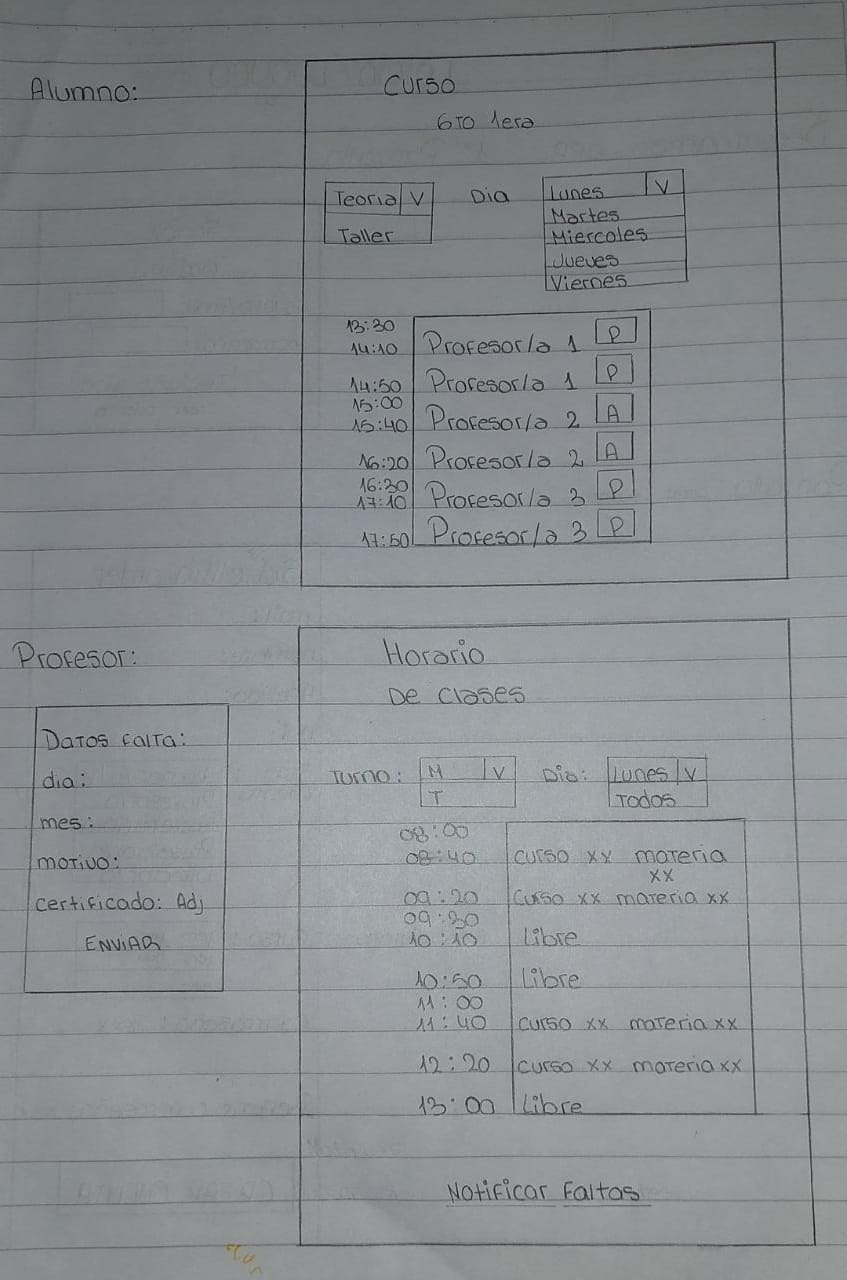 Alumno:
Curso
6to 1era
Teoria V
Taller
Dia
Lunes V
Martes
Miercoles
Jueves
Viernes
13:30
14:10 Profesor/a 1 P
14:50 Profesor/a 1 P
15:00
15:40 Profesor/a 2 A
16:20 Profesor/a 2 A
16:30
17:10 Profesor/a 3 P
17:50 Profesor/a 3 P
Profesor:
Datos falta:
dia:
mes:
motivo:
certificado: Adj
ENVIAR
Horario
De clases
Turno: M V
T
Dia: Lunes V
Todos
08:00
08:40 curso xx materia
xx
09:20 Curso xx materia xx
09:30
10:10 Libre
10:50 Libre
11:00
11:40 curso xx materia xx
12:20 curso xx materia xx
13:00 Libre
Notificar Faltas